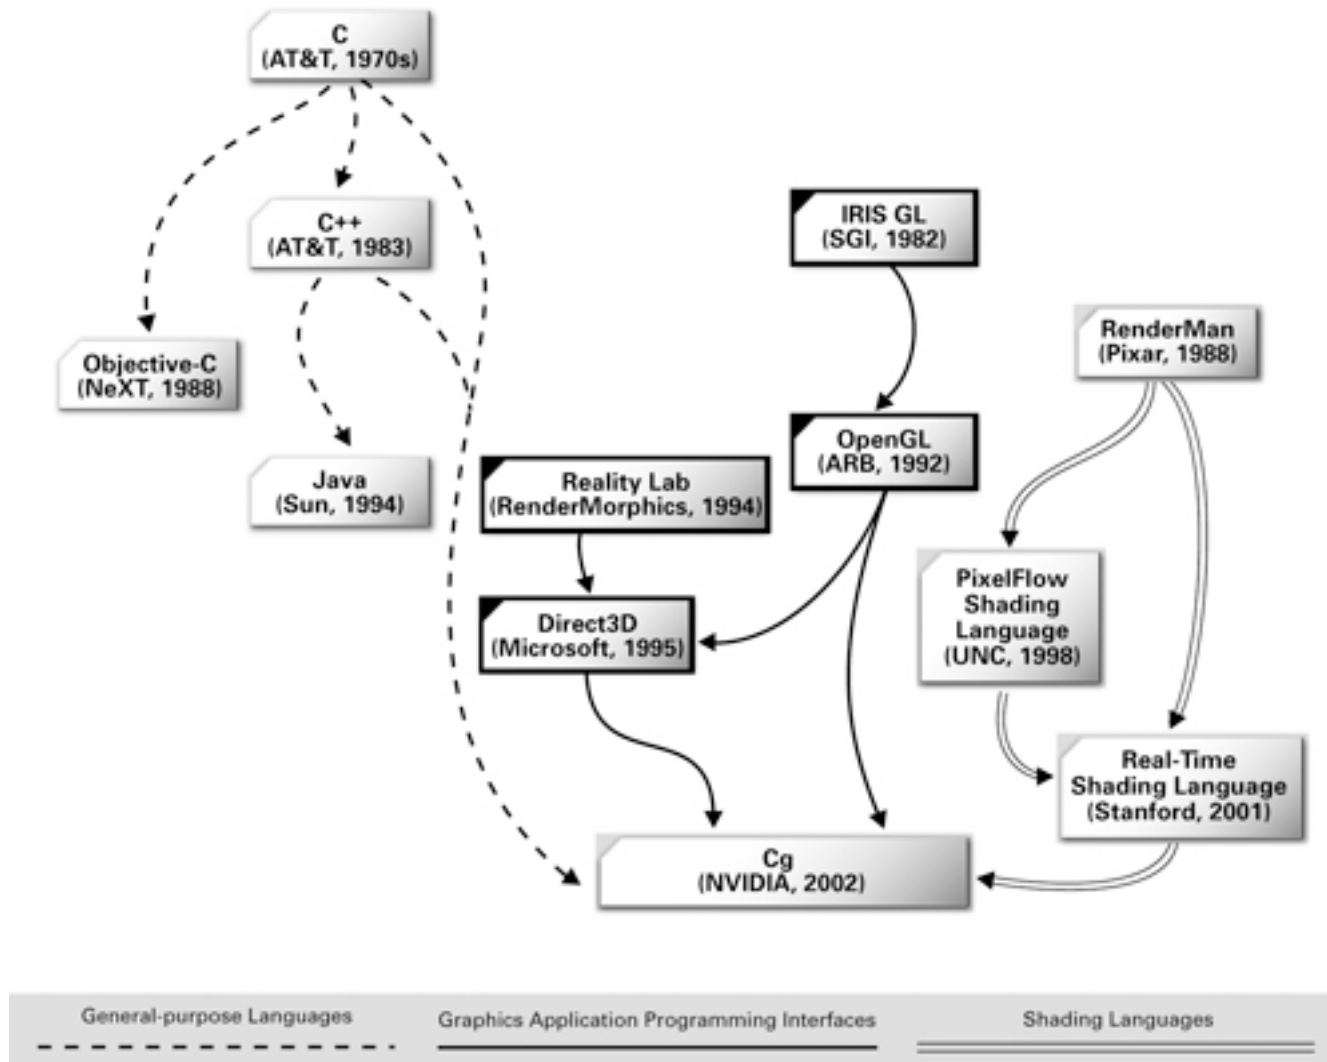 C
(AT&T, 1970s)
C++
(AT&T, 1983)
IRIS GL
(SGI, 1982)
RenderMan
(Pixar, 1988)
Objective-C
(NeXT, 1988)
OpenGL
(ARB, 1992)
Java
(Sun, 1994)
Reality Lab
(RenderMorphics, 1994)
PixelFlow
Shading
Language
(UNC, 1998)
Direct3D
(Microsoft, 1995)
Real-Time
Shading Language
(Stanford, 2001)
Cg
(NVIDIA, 2002)
General-purpose Languages
Graphics Application Programming Interfaces
Shading Languages